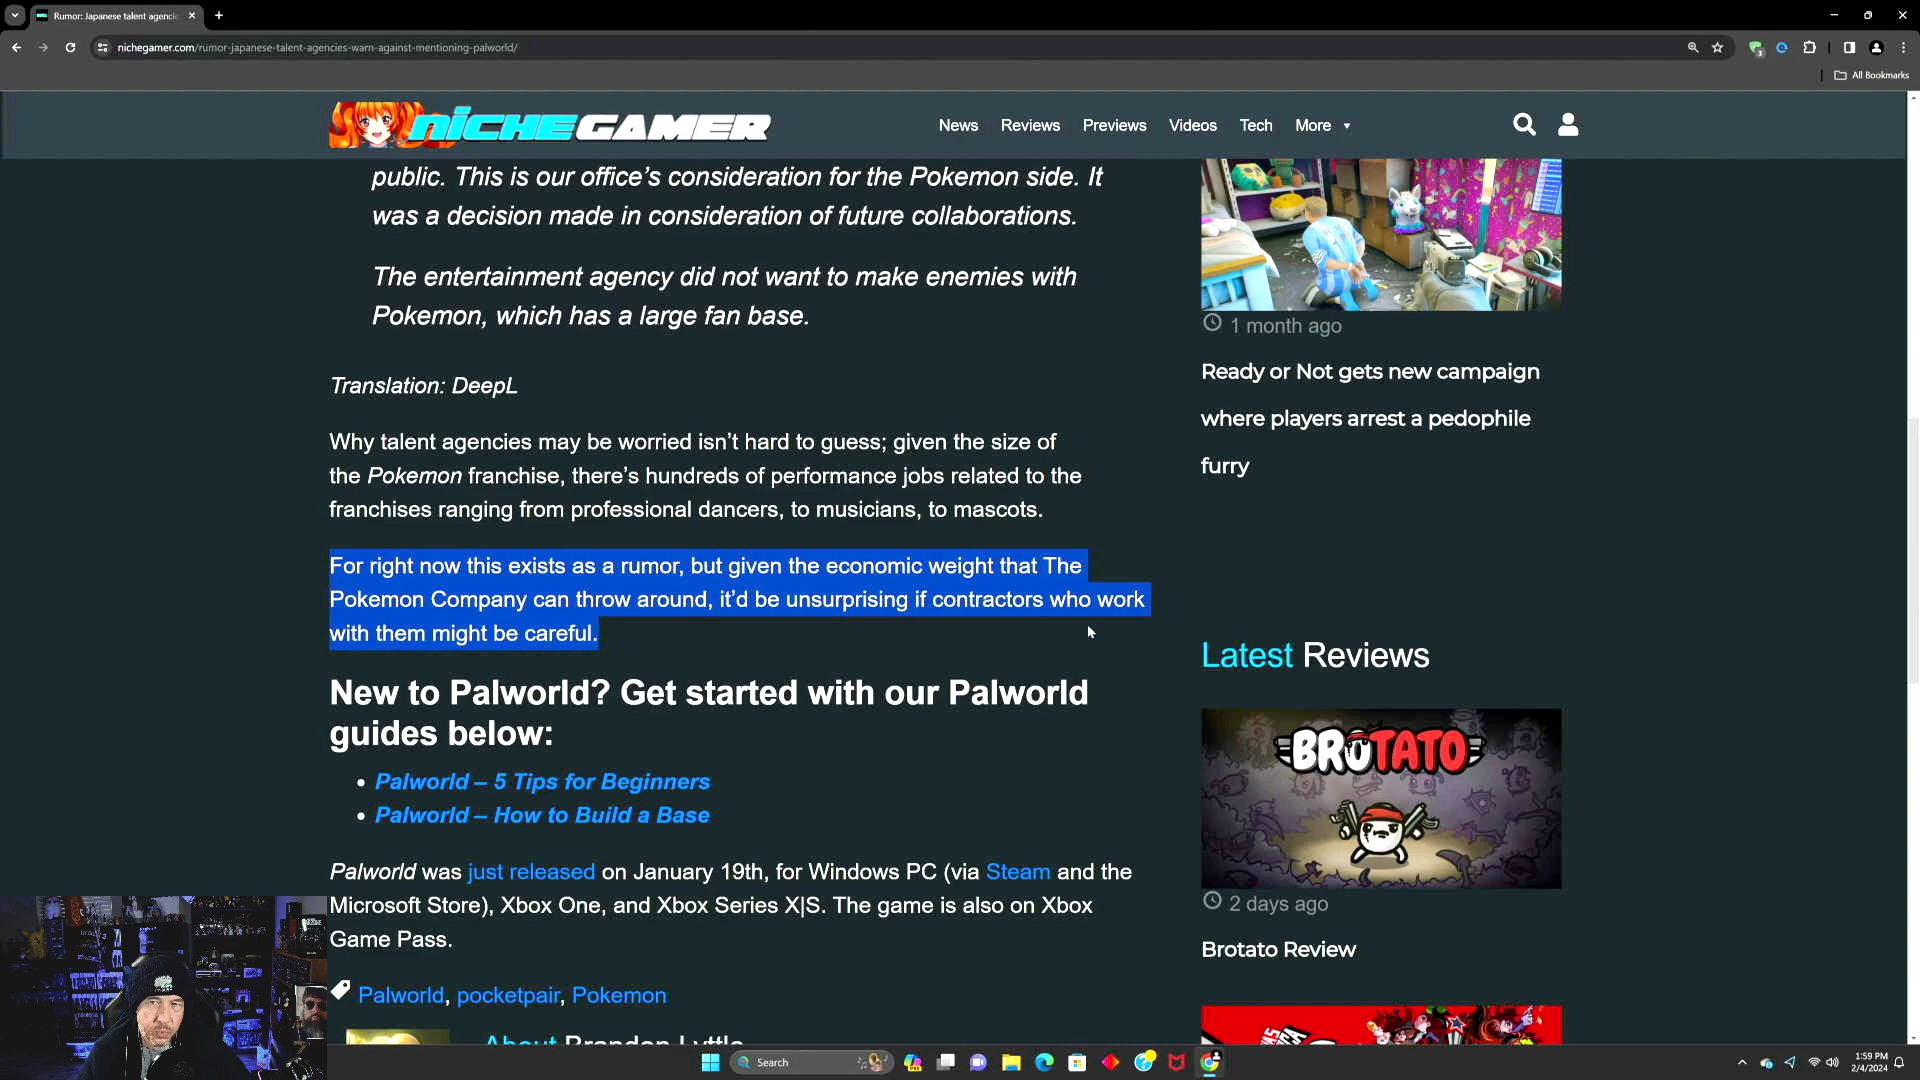 Rumor: Japanese talent agencie
nichegamer.com/rumor-japanese-talent-agencies-warn-against-mentioning-palworld/
All Bookmarks
NICHEGAMER
News Reviews Previews Videos Tech More
public. This is our office's consideration for the Pokemon side. It
was a decision made in consideration of future collaborations.
The entertainment agency did not want to make enemies with
Pokemon, which has a large fan base.
Translation: DeepL
Why talent agencies may be worried isn't hard to guess; given the size of
the Pokemon franchise, there's hundreds of performance jobs related to the
franchises ranging from professional dancers, to musicians, to mascots.
For right now this exists as a rumor, but given the economic weight that The
Pokemon Company can throw around, it'd be unsurprising if contractors who work
with them might be careful.
New to Palworld? Get started with our Palworld
guides below:
Palworld – 5 Tips for Beginners
Palworld – How to Build a Base
Palworld was just released on January 19th, for Windows PC (via Steam and the
Microsoft Store), Xbox One, and Xbox Series X|S. The game is also on Xbox
Game Pass.
Palworld, pocketpair, Pokemon
About Brandon Lyttle
1 month ago
Ready or Not gets new campaign
where players arrest a pedophile
furry
Latest Reviews
BROTATO
2 days ago
Brotato Review
Search
1:59 PM
2/4/2024